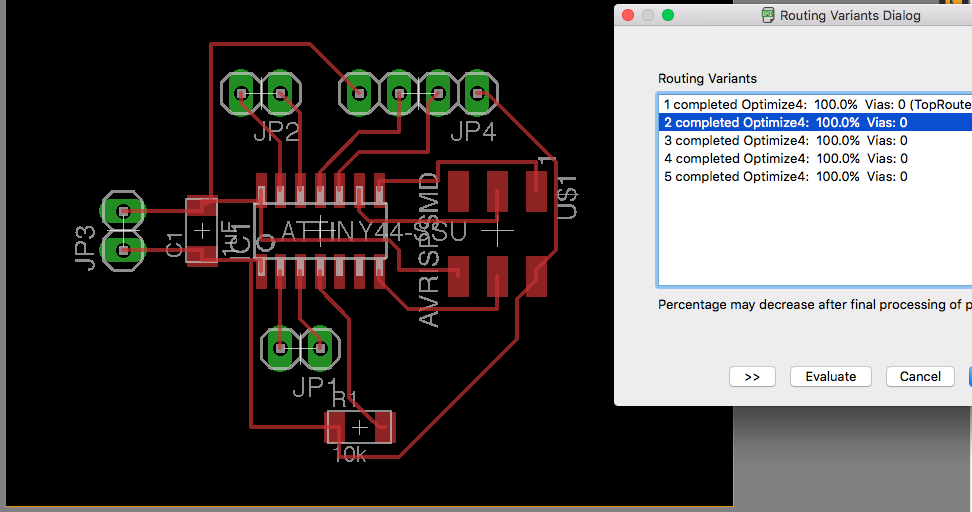 Routing Variants Dialog
Routing Variants
1 completed Optimize4: 100.0% Vias: 0 (TopRoute
2 completed Optimize4: 100.0% Vias: 0
3 completed Optimize4: 100.0% Vias: 0
4 completed Optimize4: 100.0% Vias: 0
5 completed Optimize4: 100.0% Vias: 0
Percentage may decrease after final processing of p
>>
Evaluate
Cancel
JP2
JP4
1
U$1
JP3
C1
1uF
IC1
ATTINY44-SSU
AVRISPSMD
JP1
R1
10k